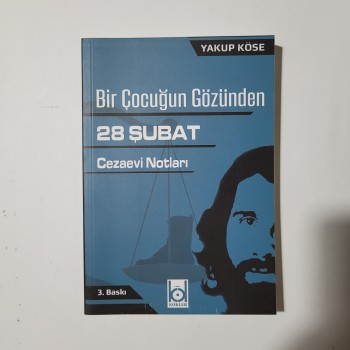 YAKUP KÖSE
Bir Çocuğun Gözünden
28 ŞUBAT
Cezaevi Notları
3. Baskı